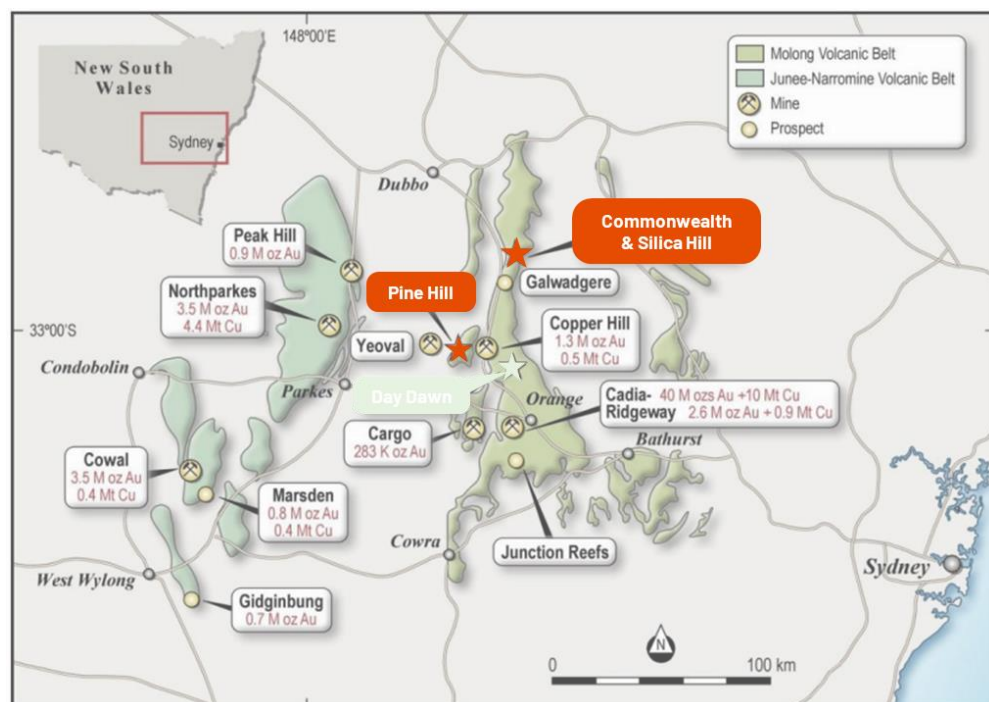 148°00'E
New South
Wales
Sydney
Molong Volcanic Belt
Junee-Narromine Volcanic Belt
Mine
Prospect
Dubbo
Commonwealth
& Silica Hill
Peak Hill
0.9 M oz Au
Pine Hill
Galwadgere
Northparkes
3.5 M oz Au
4.4 Mt Cu
33°00'S
Yeoval
Copper Hill
1.3 M oz Au
0.5 Mt Cu
Condobolin
Parkes
Day Dawn
Orange
Cadia- 40 M ozs Au +10 Mt Cu
Ridgeway 2.6 M oz Au + 0.9 Mt Cu
Cargo
283 K oz Au
Bathurst
Cowal
3.5 M oz Au
0.4 Mt Cu
Marsden
0.8 M oz Au
0.4 Mt Cu
Cowra
Junction Reefs
Sydney
West Wylong
Gidginbung
0.7 M oz Au
N
0 100 km